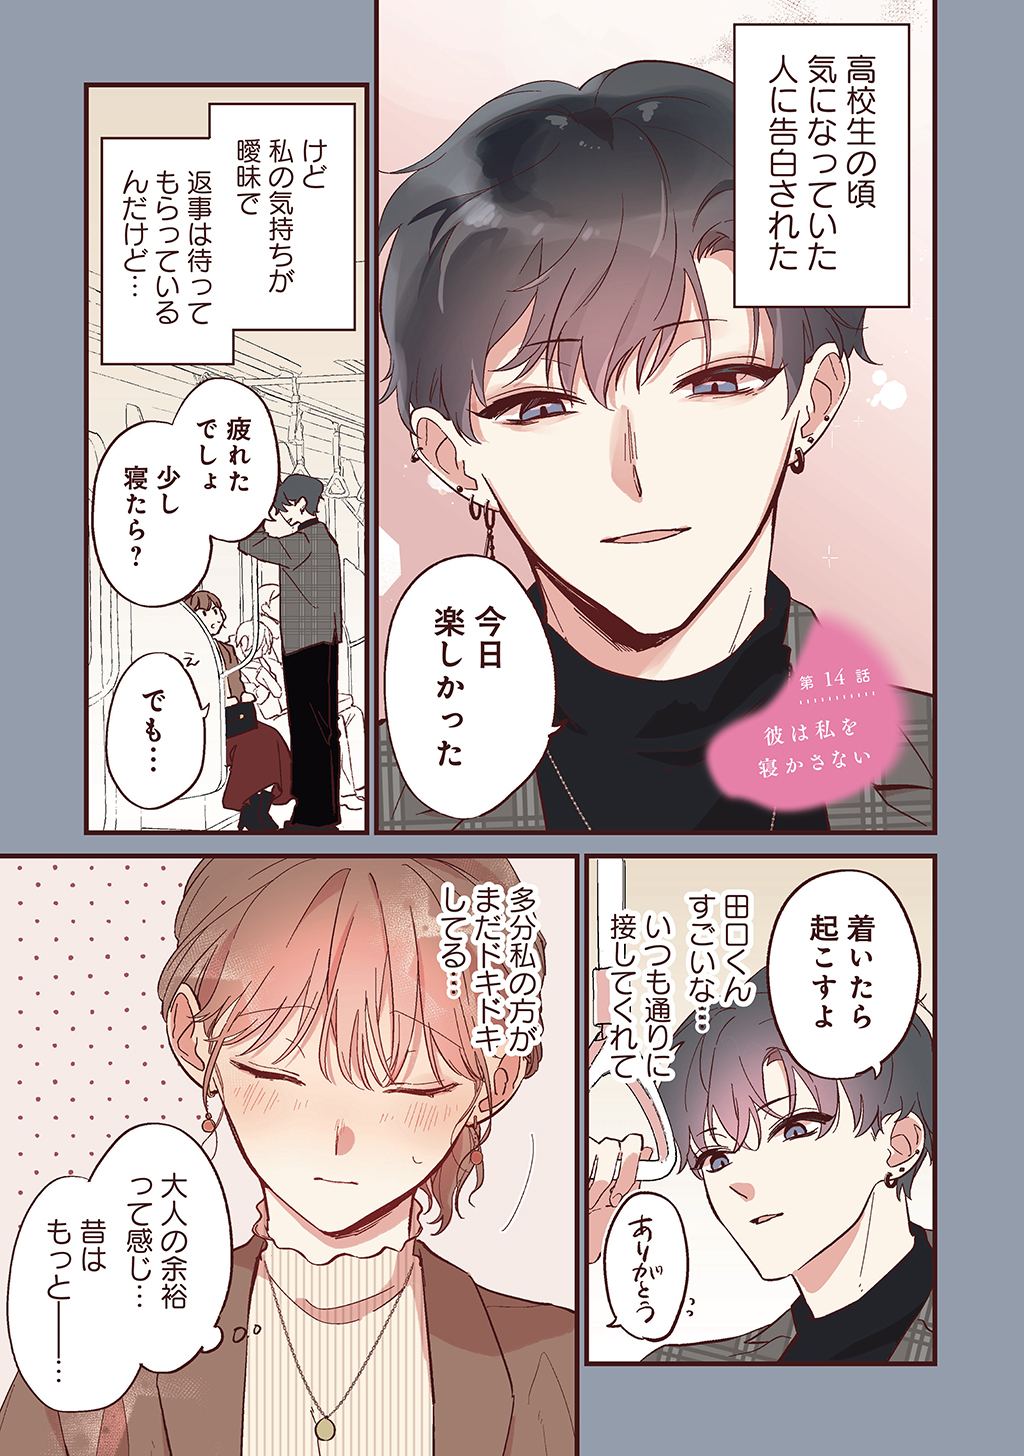 高校生の頃
気になっていた
人に告白された
今日
楽しかった
第14話
彼は私を
寝かさない
けど
私の気持ちが
曖昧で
返事は待って
もらっている
んだけど…
疲れた
でしょ
少し
寝たら?
でも…
着いたら
起こすよ
田口くん
すごいな…
いつも通りに
接してくれて
ありがとう
多分私の方が
まだドキドキ
してる…
大人の余裕
って感じ…
昔は
もっと──…